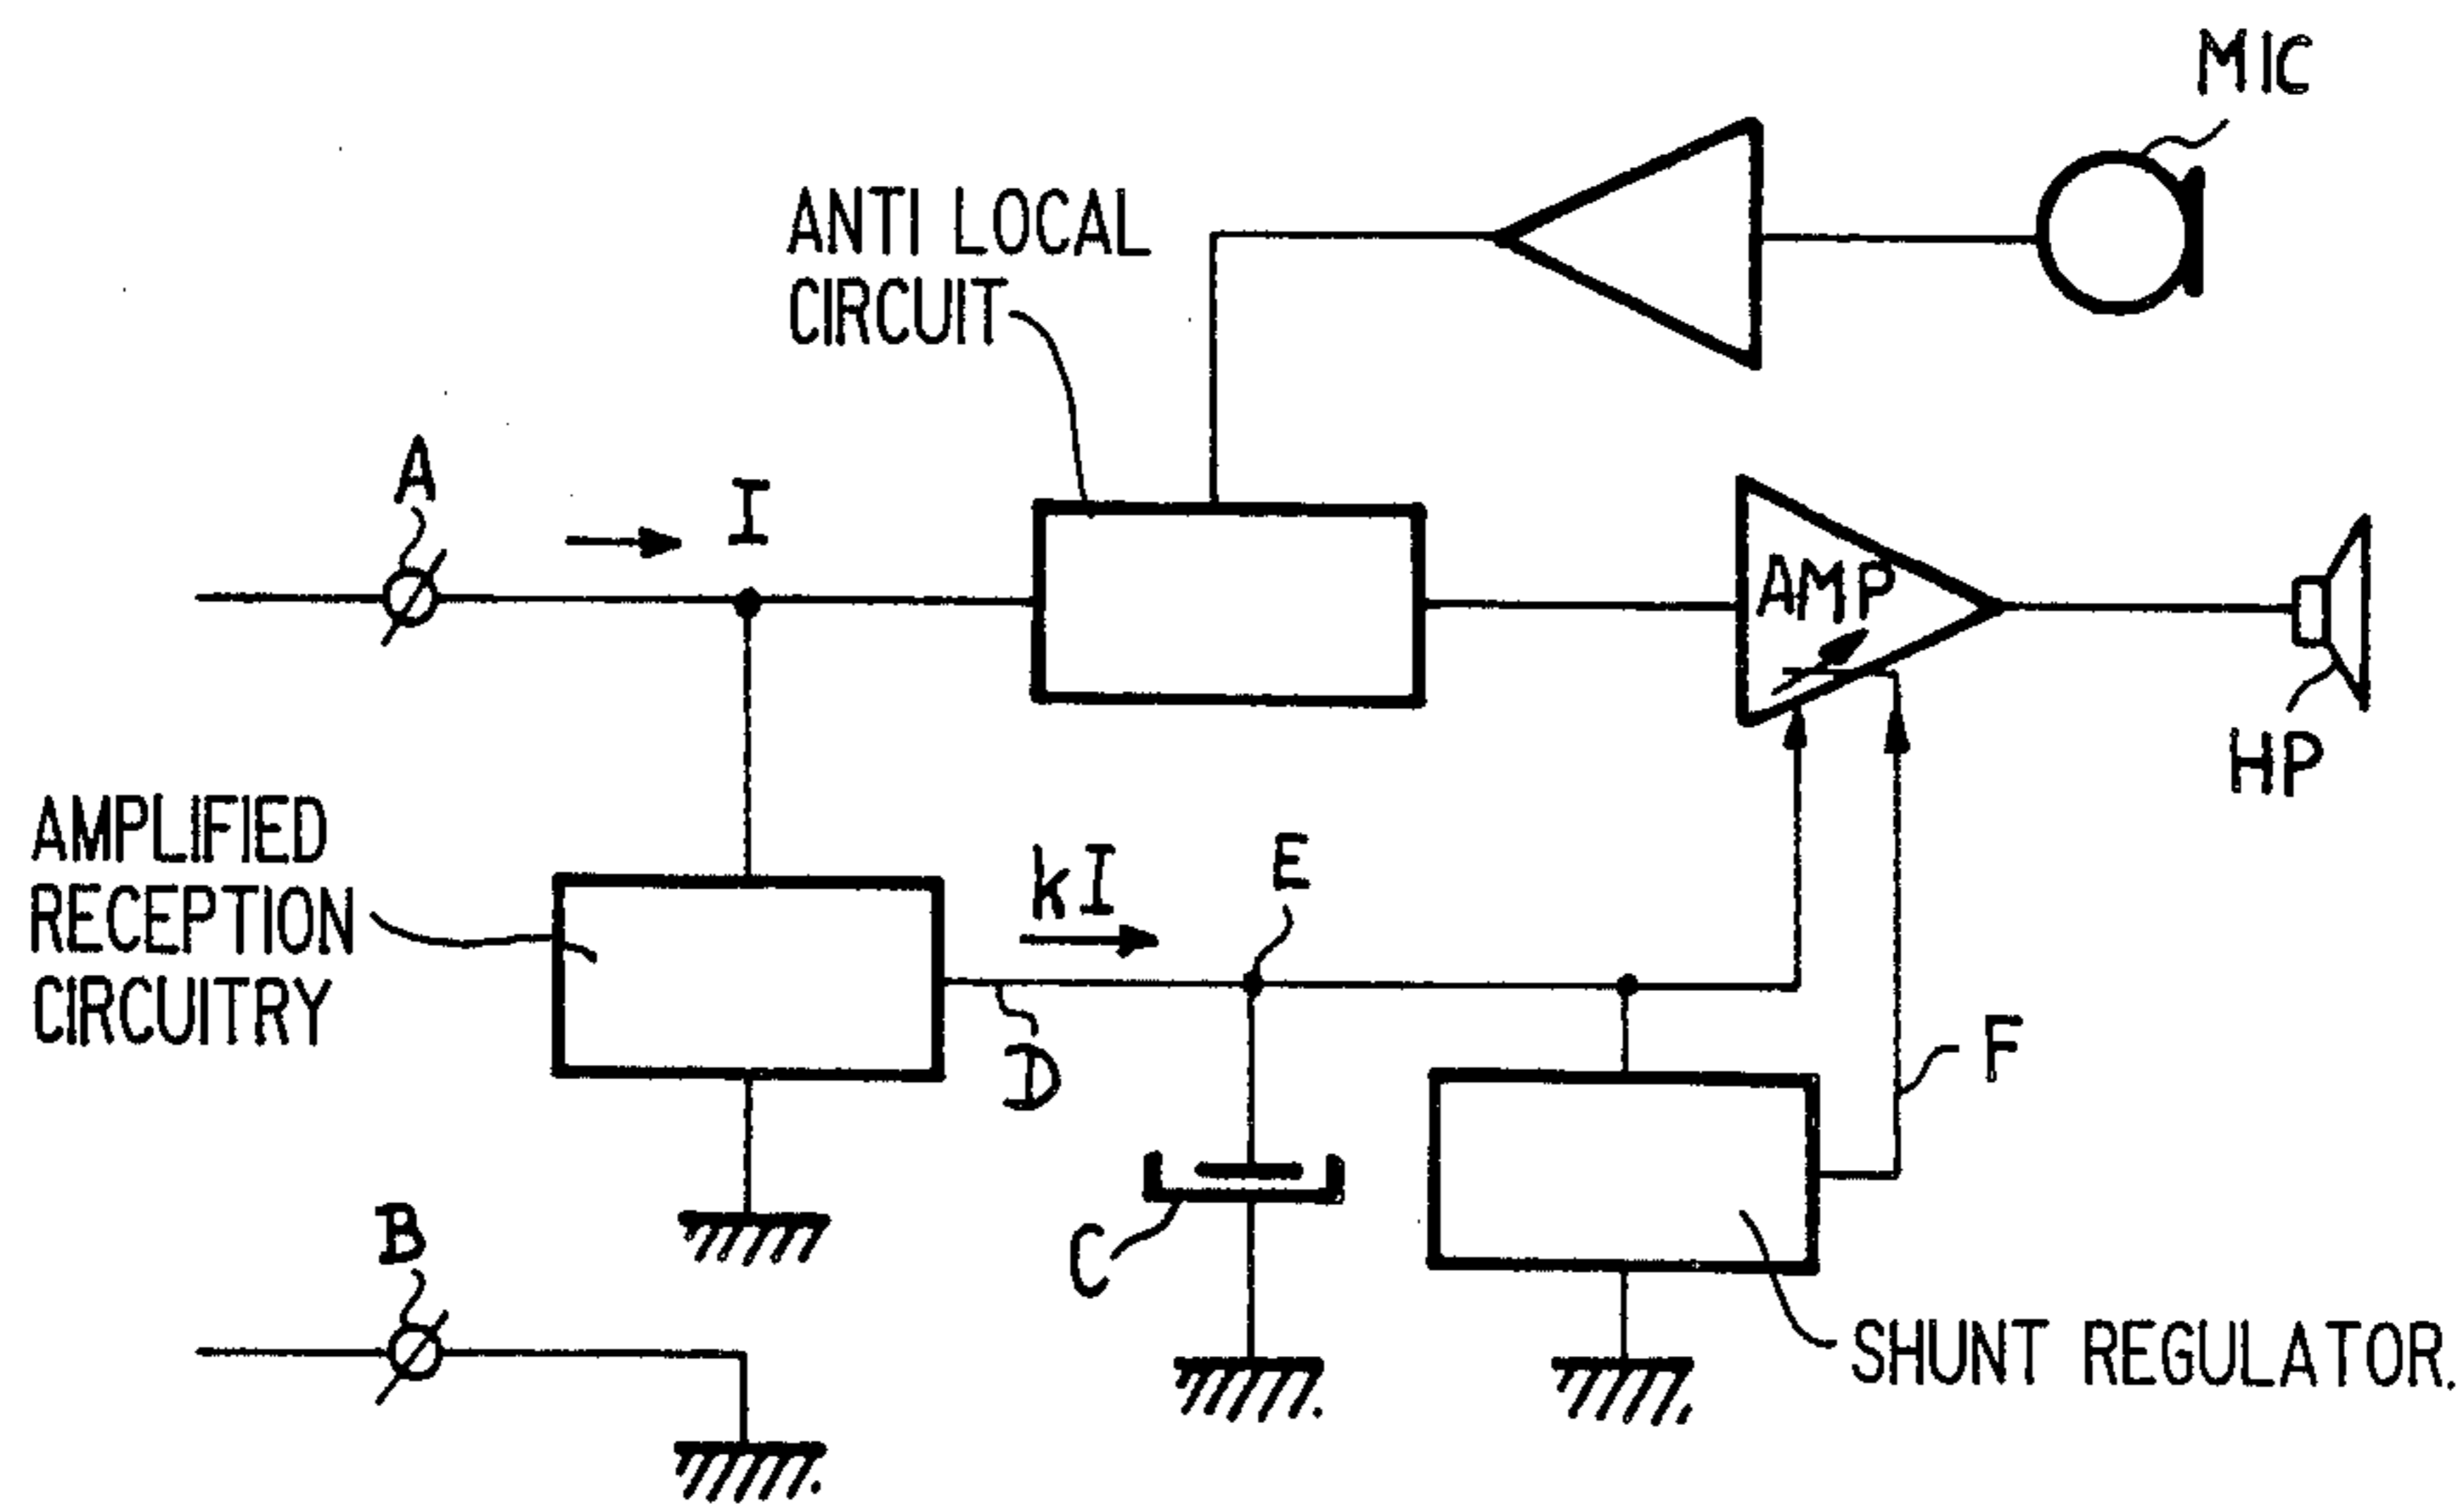 MIC
ANTI LOCAL
CIRCUIT
A
I
AMP
HP
AMPLIFIED
RECEPTION
CIRCUITRY
kI
E
D
F
B
C
SHUNT REGULATOR.